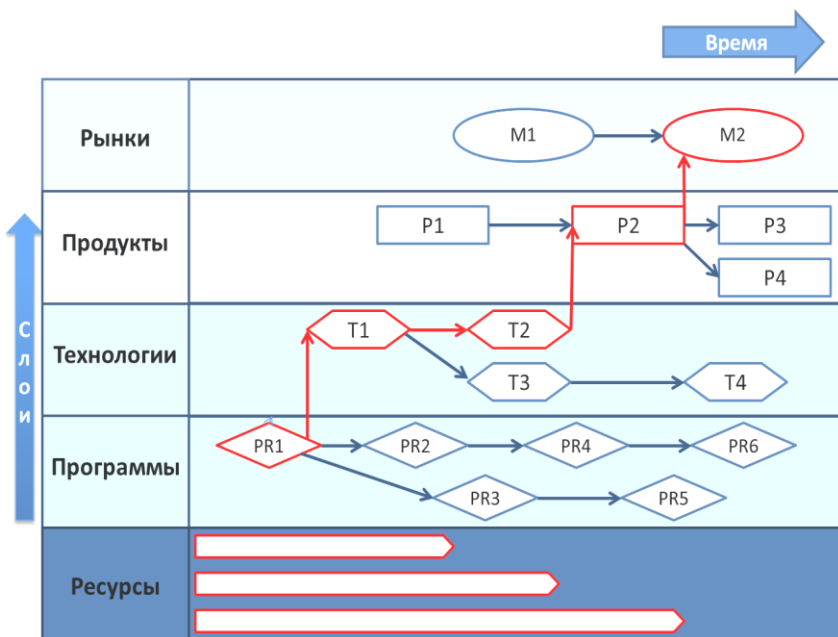 Время
Слои
Рынки
M1
M2
Продукты
P1
P2
P3
P4
Технологии
T1
T2
T3
T4
Программы
PR1
PR2
PR4
PR6
PR3
PR5
Ресурсы